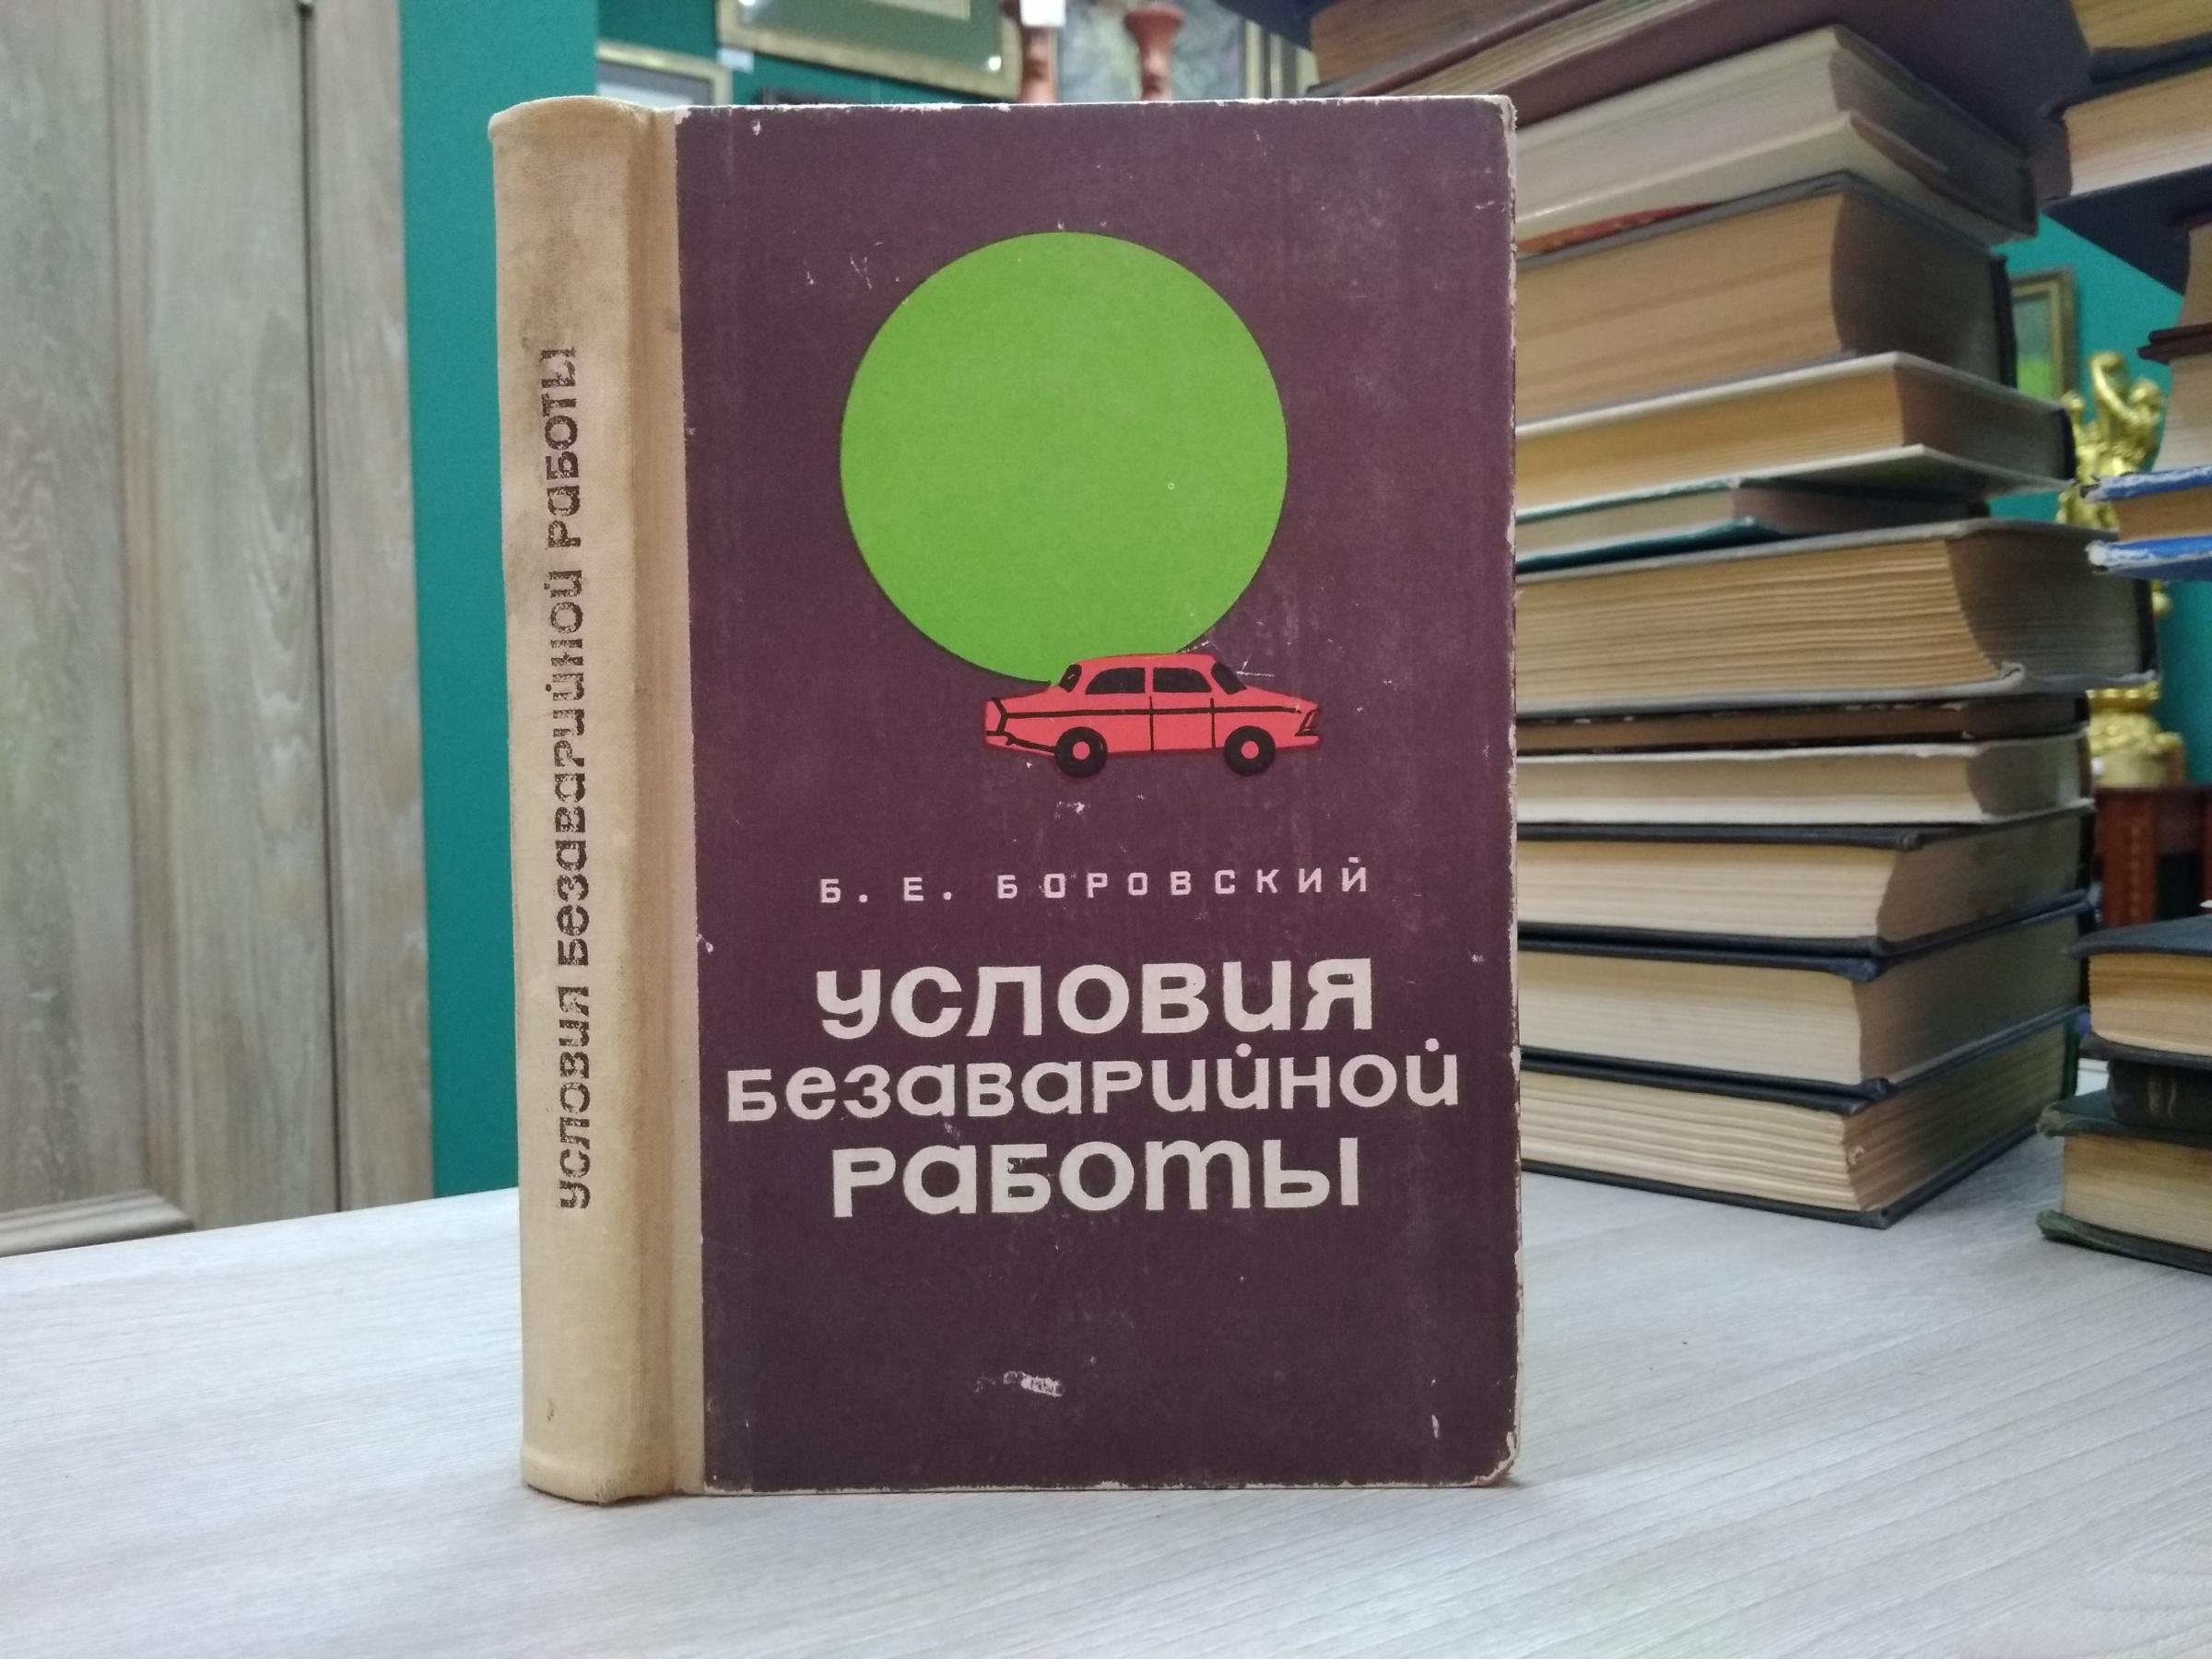 условия безаварийной работы
Б. Е. БОРОВСКИЙ
условия
безаварийной
работы